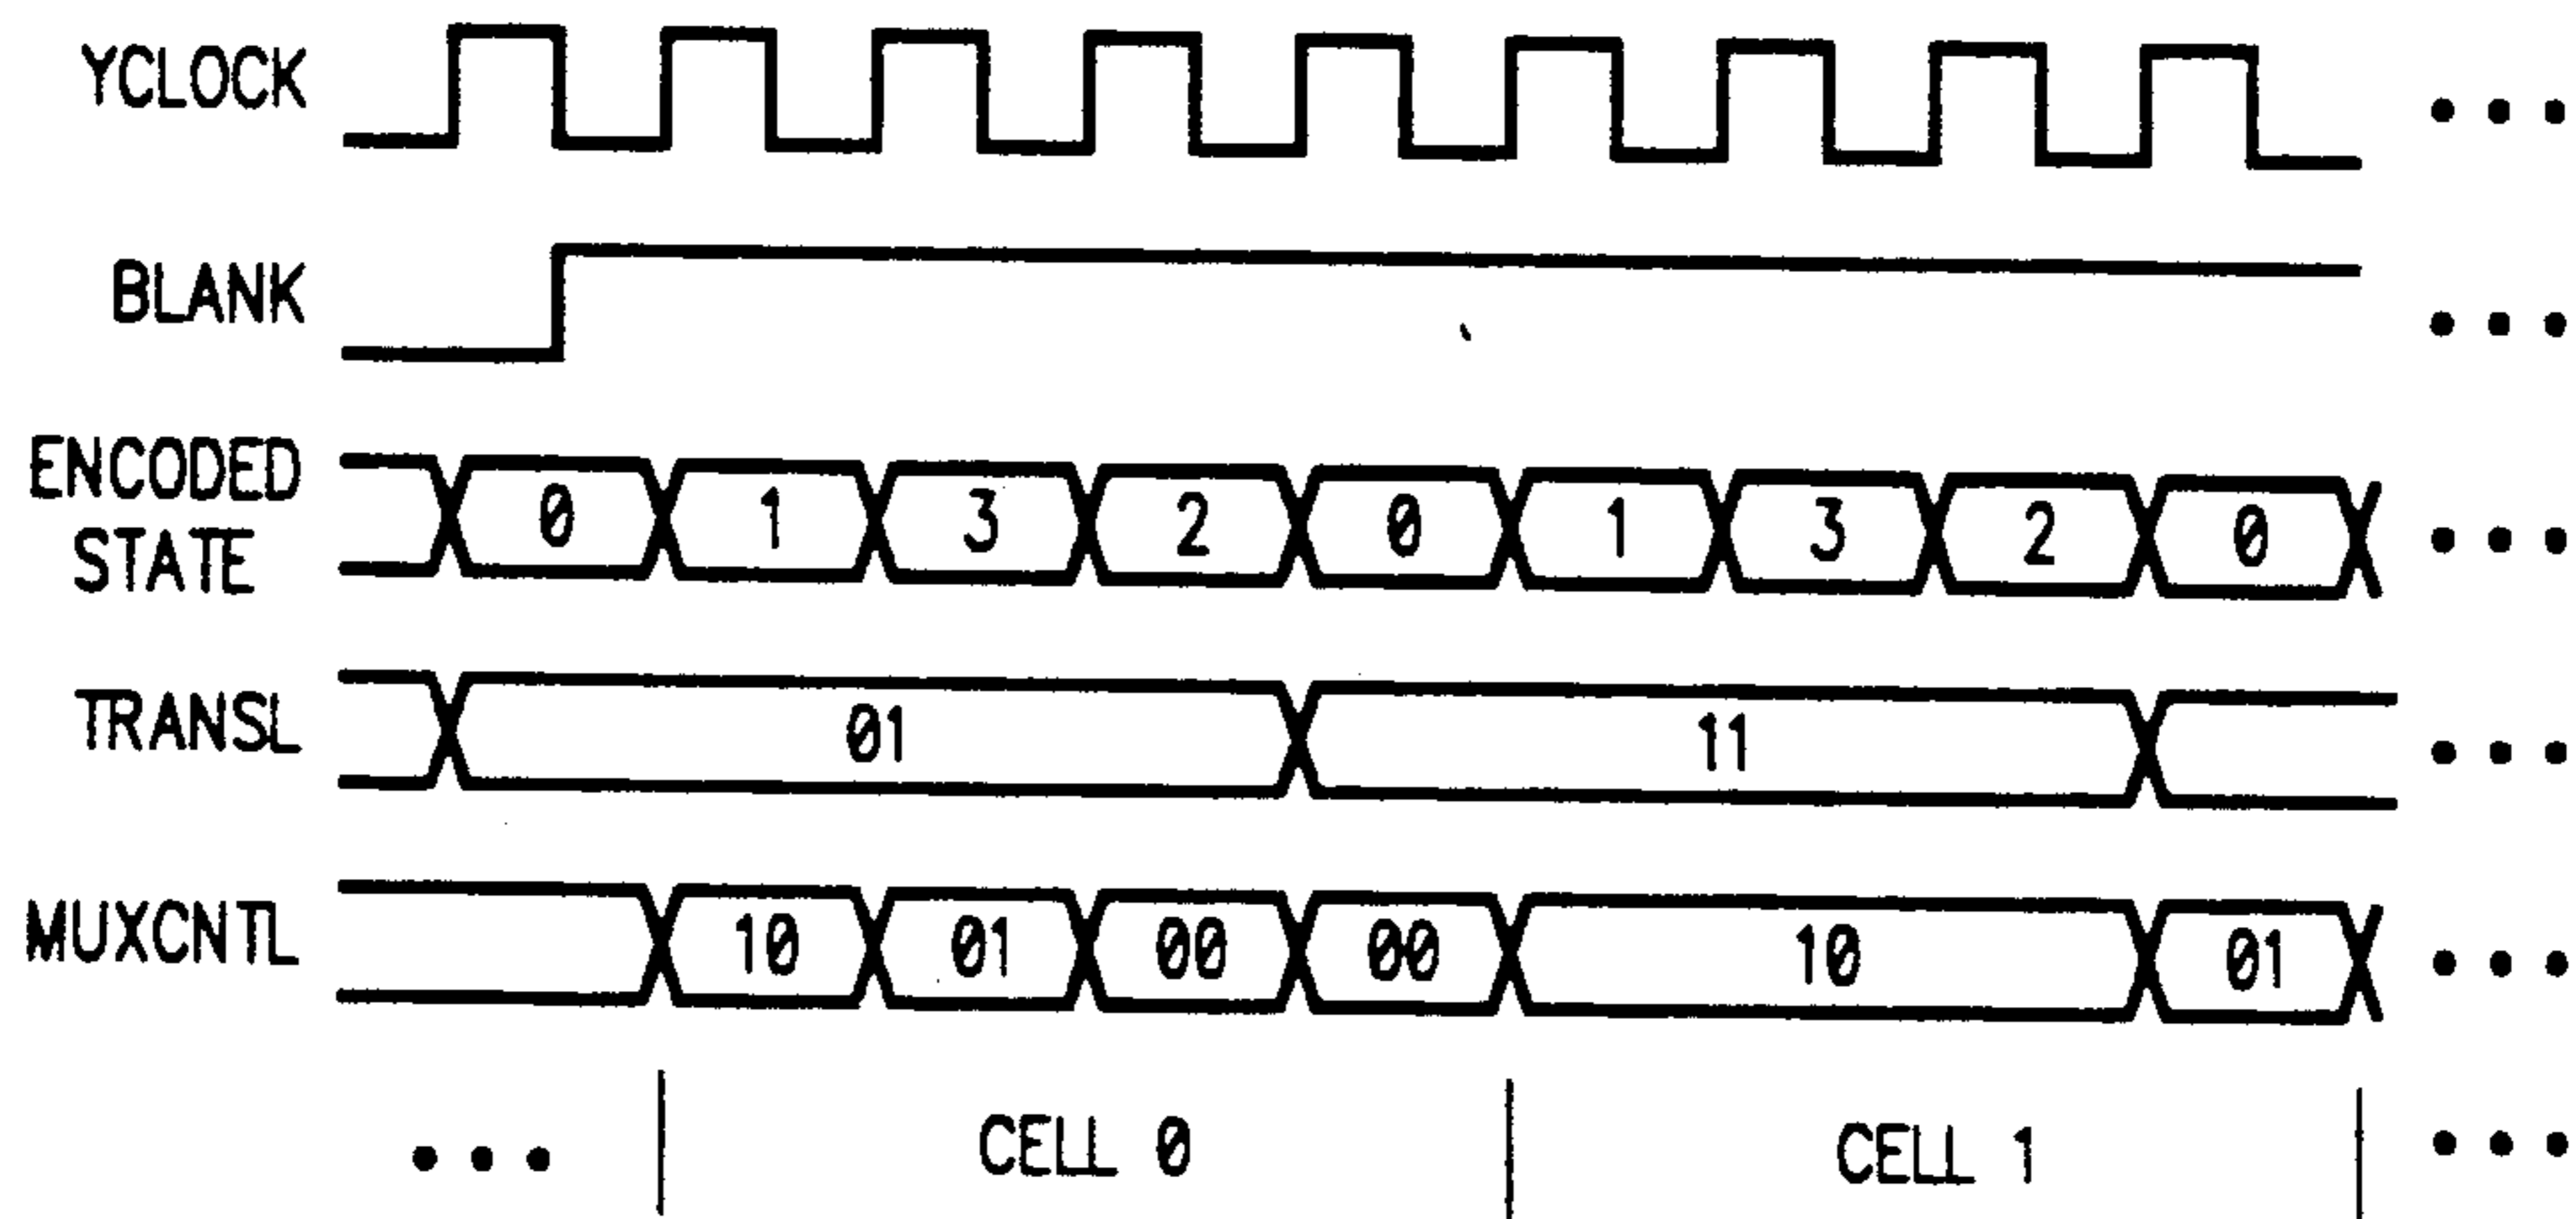 YCLOCK
BLANK
ENCODED
STATE
0 1 3 2 0 1 3 2 0
TRANSL
01 11
MUXCNTL
10 01 00 00 10 01
CELL 0 CELL 1